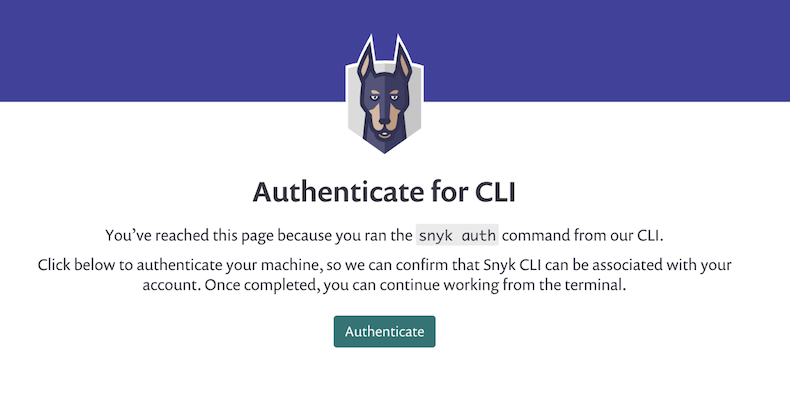 Authenticate for CLI
You’ve reached this page because you ran the snyk auth command from our CLI.
Click below to authenticate your machine, so we can confirm that Snyk CLI can be associated with your
account. Once completed, you can continue working from the terminal.
Authenticate